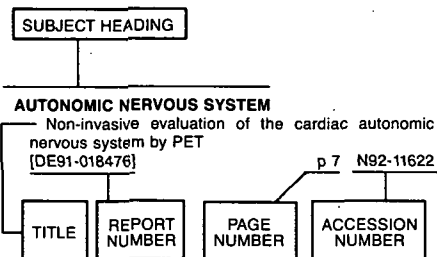 SUBJECT HEADING
AUTONOMIC NERVOUS SYSTEM
Non-invasive evaluation of the cardiac autonomic
nervous system by PET
[DE91-018476] p 7 N92-11622
TITLE REPORT NUMBER PAGE NUMBER ACCESSION NUMBER